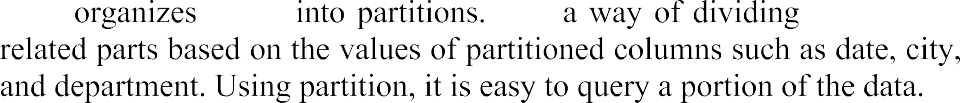 organizes into partitions. a way of dividing
related parts based on the values of partitioned columns such as date, city,
and department. Using partition, it is easy to query a portion of the data.